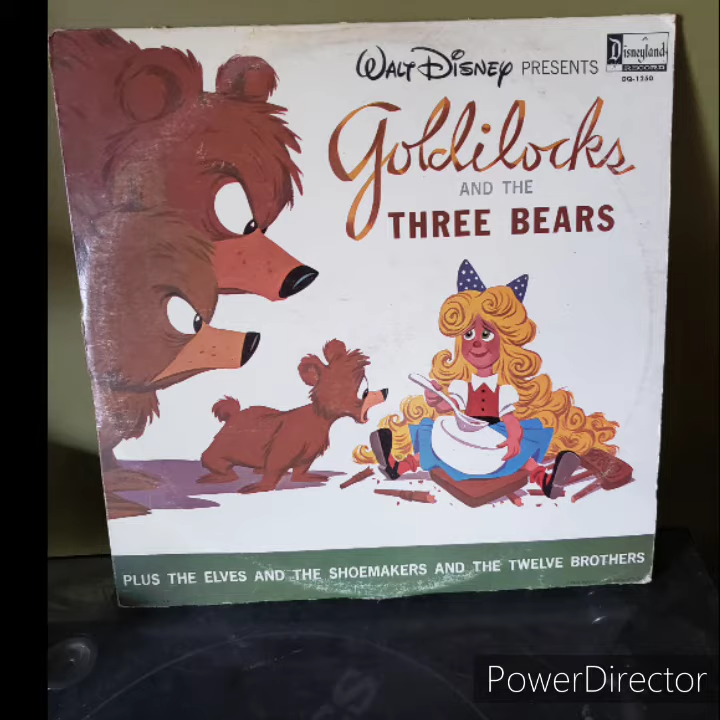 WALT DISNEY PRESENTS
Disneyland
RECORD
DQ-1250
Goldilocks
AND THE
THREE BEARS
PLUS THE ELVES AND THE SHOEMAKERS AND THE TWELVE BROTHERS
PowerDirector